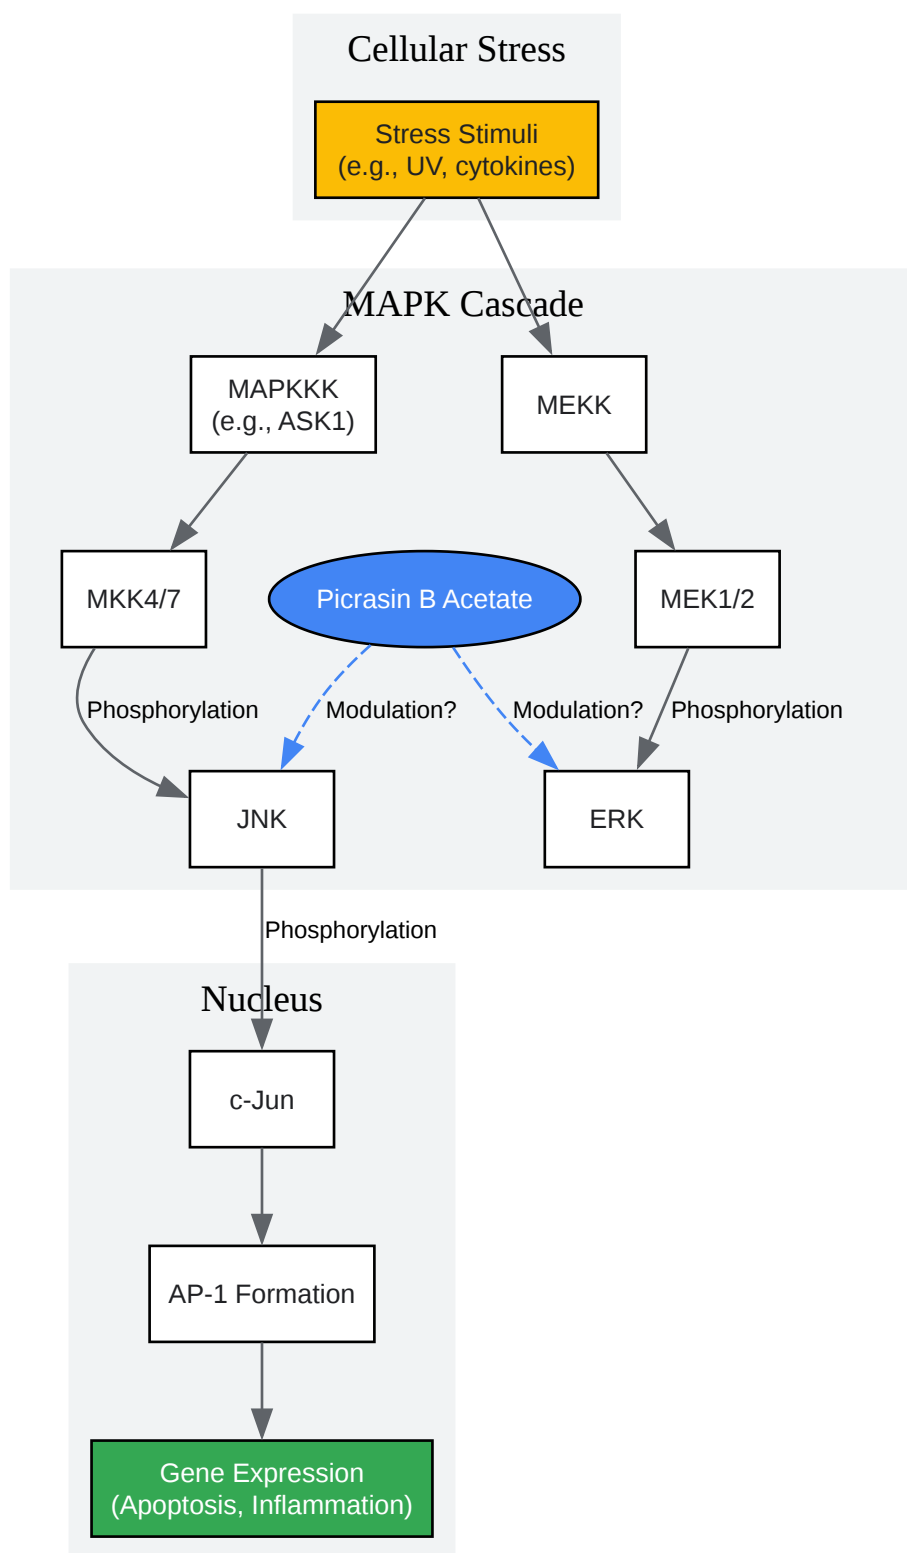 Cellular Stress
Stress Stimuli
(e.g., UV, cytokines)
MAPK Cascade
MAPKKK
(e.g., ASK1)
MEKK
MKK4/7
Picrasin B Acetate
MEK1/2
Phosphorylation
Modulation?
Modulation?
Phosphorylation
JNK
ERK
Phosphorylation
Nucleus
c-Jun
AP-1 Formation
Gene Expression
(Apoptosis, Inflammation)